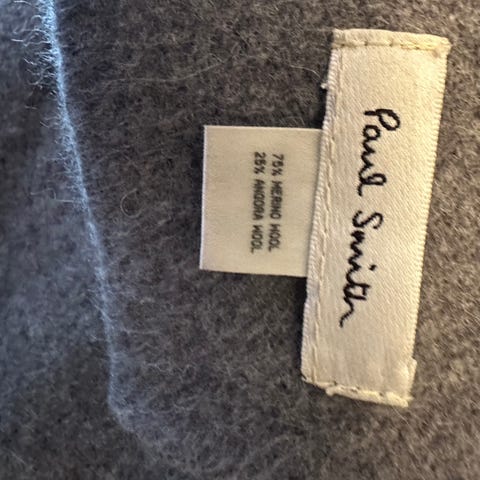 Paul Smith
75% MERINO WOOL
25% ANGORA WOOL